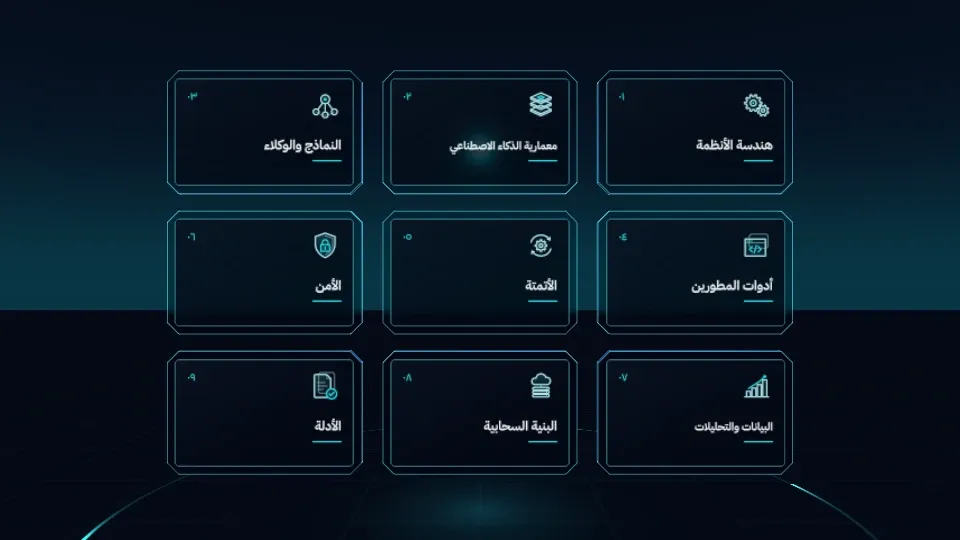 ٠١
هندسة الأنظمة
٠٢
معمارية الذكاء الاصطناعي
٠٣
النماذج والوكلاء
٠٤
أدوات المطورين
٠٥
الأتمتة
٠٦
الأمن
٠٧
البيانات والتحليلات
٠٨
البنية السحابية
٠٩
الأدلة